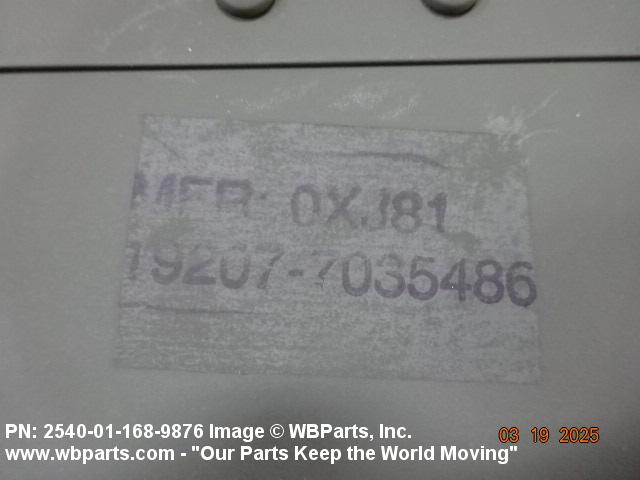 MFR: 0XJ81
19207-7035486
PN: 2540-01-168-9876 Image © WBParts, Inc.
03 19 2025
www.wbparts.com - "Our Parts Keep the World Moving"